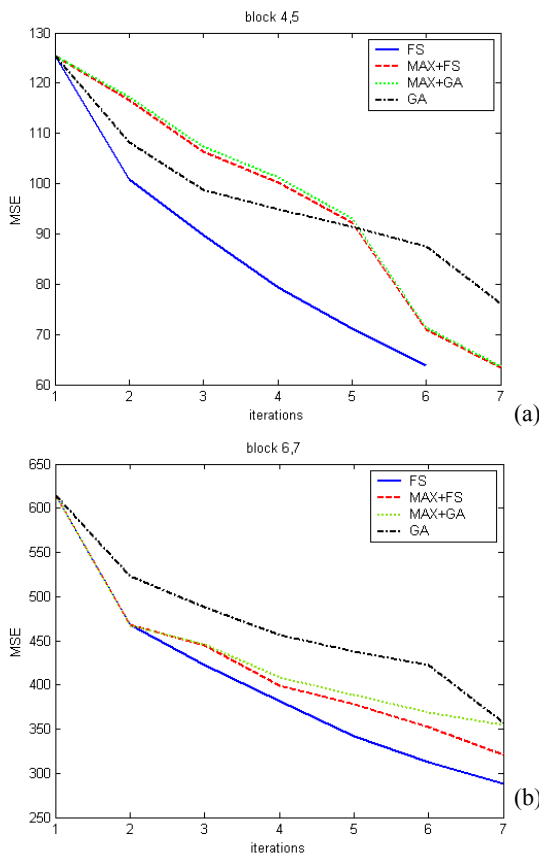 block 4,5
130
120
110
100
90
80
70
60
MSE
FS
MAX+FS
MAX+GA
GA
1 2 3 4 5 6 7
iterations
(a)
block 6,7
650
600
550
500
450
400
350
300
250
MSE
FS
MAX+FS
MAX+GA
GA
1 2 3 4 5 6 7
iterations
(b)